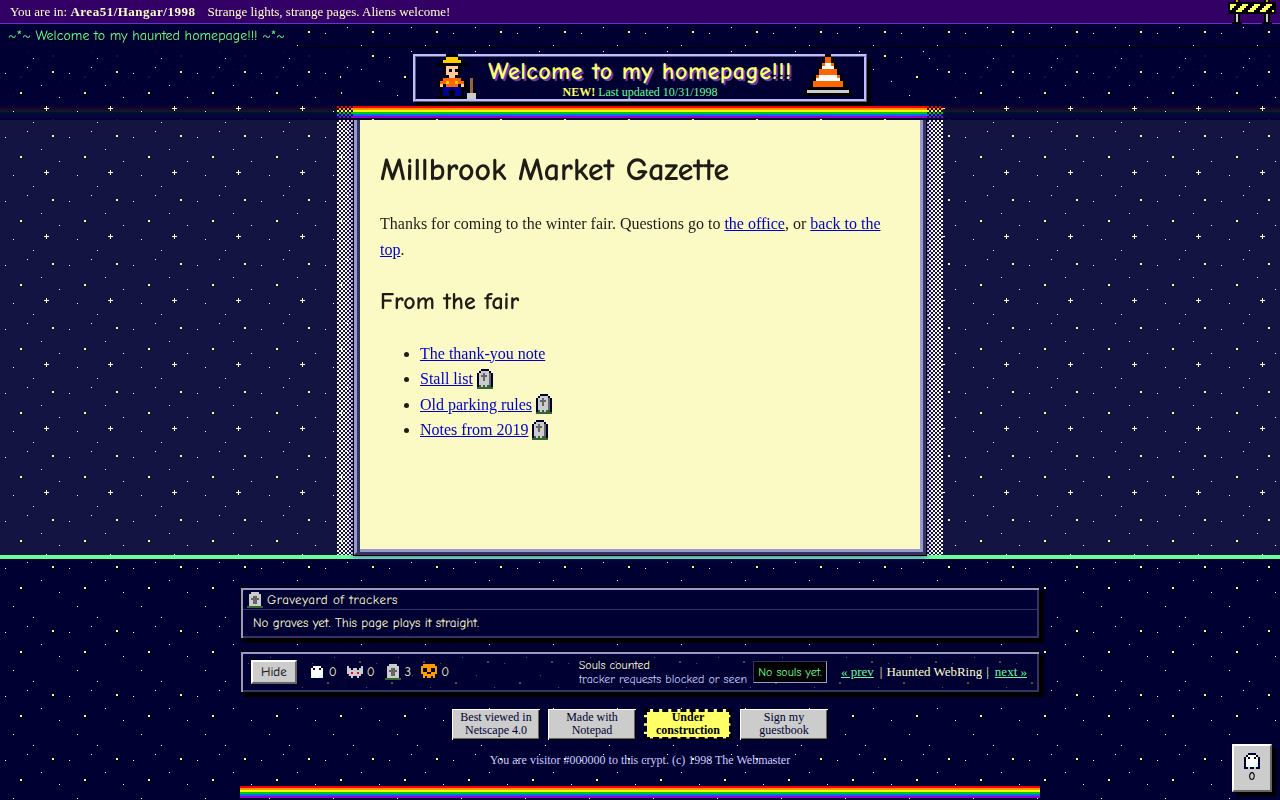 You are in: Area51/Hangar/1998 Strange lights, strange pages. Aliens welcome!
~*~ Welcome to my haunted homepage!!! ~*~
Welcome to my homepage!!!
NEW! Last updated 10/31/1998
Millbrook Market Gazette
Thanks for coming to the winter fair. Questions go to the office, or back to the
top.
From the fair
The thank-you note
Stall list
Old parking rules
Notes from 2019
Graveyard of trackers
No graves yet. This page plays it straight.
Hide 0 0 3 0
Souls counted
tracker requests blocked or seen
No souls yet.
« prev | Haunted WebRing | next »
Best viewed in
Netscape 4.0
Made with
Notepad
Under
construction
Sign my
guestbook
You are visitor #000000 to this crypt. (c) 1998 The Webmaster
0